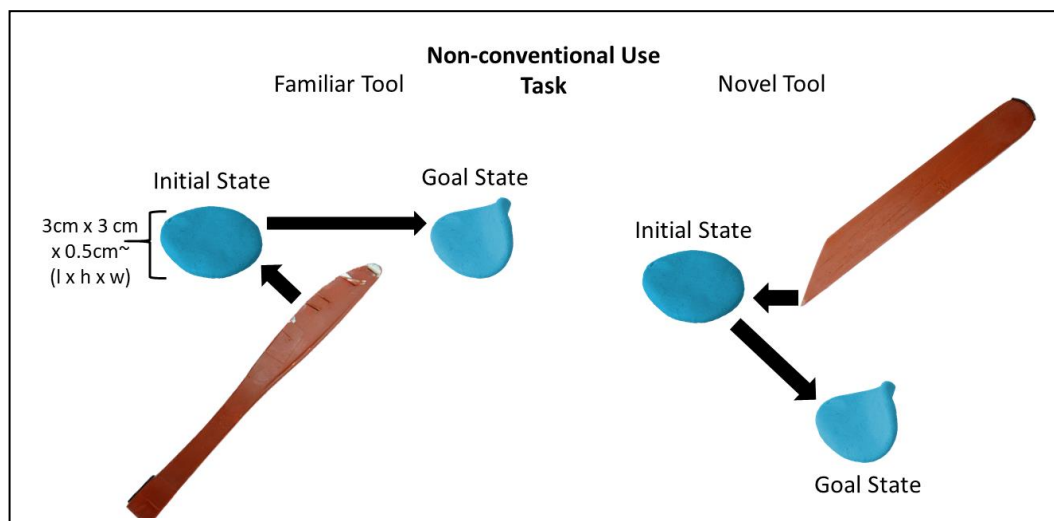 Non-conventional Use
Task
Familiar Tool
Novel Tool
Initial State
Goal State
3cm x 3 cm
x 0.5cm~
(l x h x w)
Initial State
Goal State